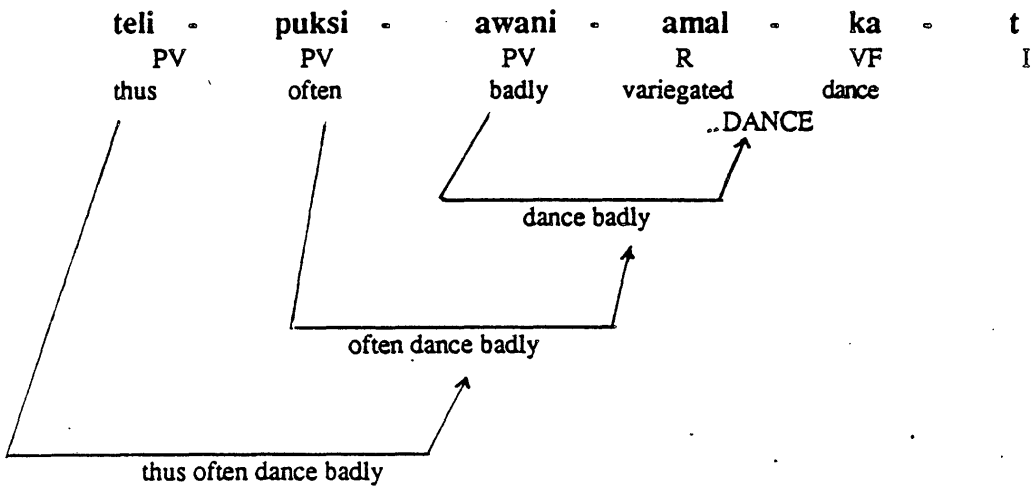 teli - puksi - awani - amal - ka - t
PV PV PV R VF I
thus often badly variegated dance
..DANCE
dance badly
often dance badly
thus often dance badly